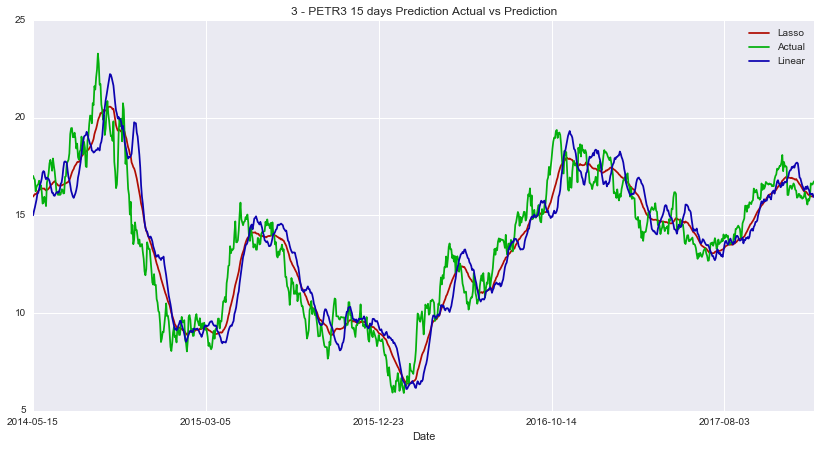 3 - PETR3 15 days Prediction Actual vs Prediction
25
20
15
10
5
Lasso
Actual
Linear
2014-05-15
2015-03-05
2015-12-23
2016-10-14
2017-08-03
Date